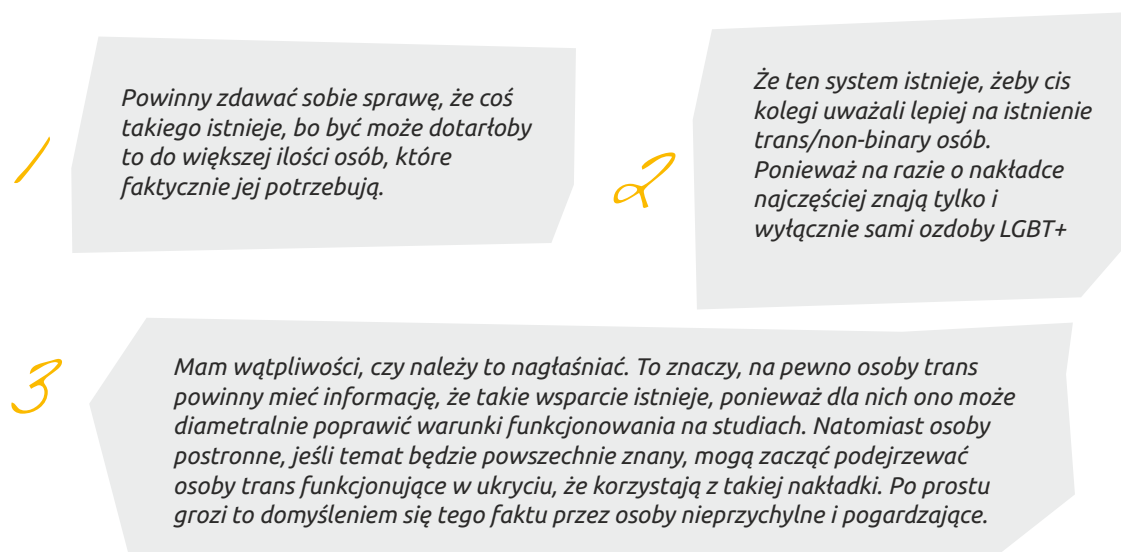 1
Powinny zdawać sobie sprawę, że coś
takiego istnieje, bo być może dotarłoby
to do większej ilości osób, które
faktycznie jej potrzebują.
2
Że ten system istnieje, żeby cis
kolegi uważali lepiej na istnienie
trans/non-binary osób.
Ponieważ na razie o nakładce
najczęściej znają tylko i
wyłącznie sami ozdoby LGBT+
3
Mam wątpliwości, czy należy to nagłaśniać. To znaczy, na pewno osoby trans
powinny mieć informację, że takie wsparcie istnieje, ponieważ dla nich ono może
diametralnie poprawić warunki funkcjonowania na studiach. Natomiast osoby
postronne, jeśli temat będzie powszechnie znany, mogą zacząć podejrzewać
osoby trans funkcjonujące w ukryciu, że korzystają z takiej nakładki. Po prostu
grozi to domyśleniem się tego faktu przez osoby nieprzychylne i pogardzające.